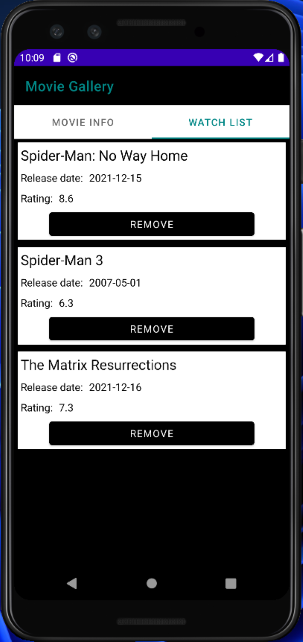 10:09
Movie Gallery
MOVIE INFO WATCH LIST
Spider-Man: No Way Home
Release date: 2021-12-15
Rating: 8.6
REMOVE
Spider-Man 3
Release date: 2007-05-01
Rating: 6.3
REMOVE
The Matrix Resurrections
Release date: 2021-12-16
Rating: 7.3
REMOVE